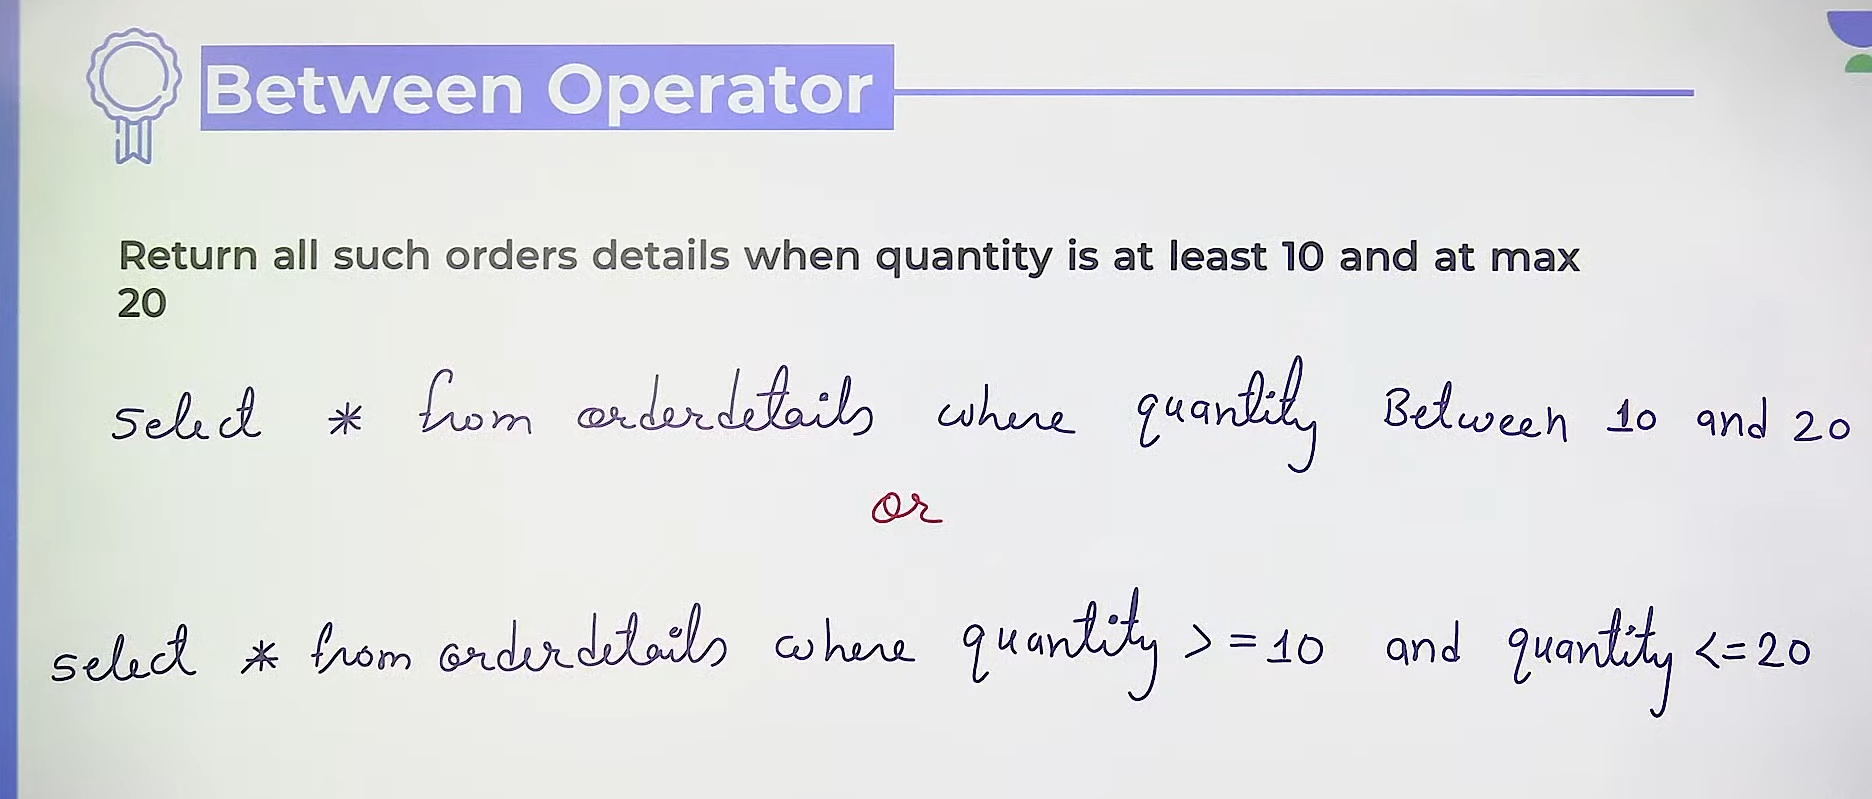 Between Operator
Return all such orders details when quantity is at least 10 and at max
20
select * from orderdetails where quantity Between 10 and 20
or
select * from orderdetails where quantity >= 10 and quantity <= 20